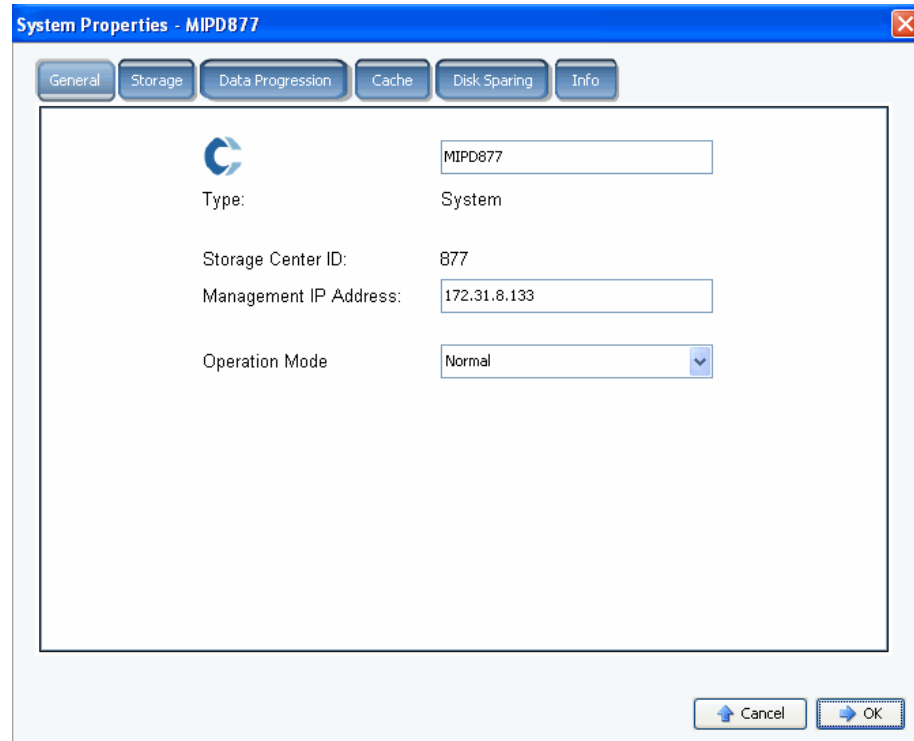 System Properties - MIPD877
General Storage Data Progression Cache Disk Sparing Info
MIPD877
Type: System
Storage Center ID: 877
Management IP Address: 172.31.8.133
Operation Mode Normal
Cancel OK